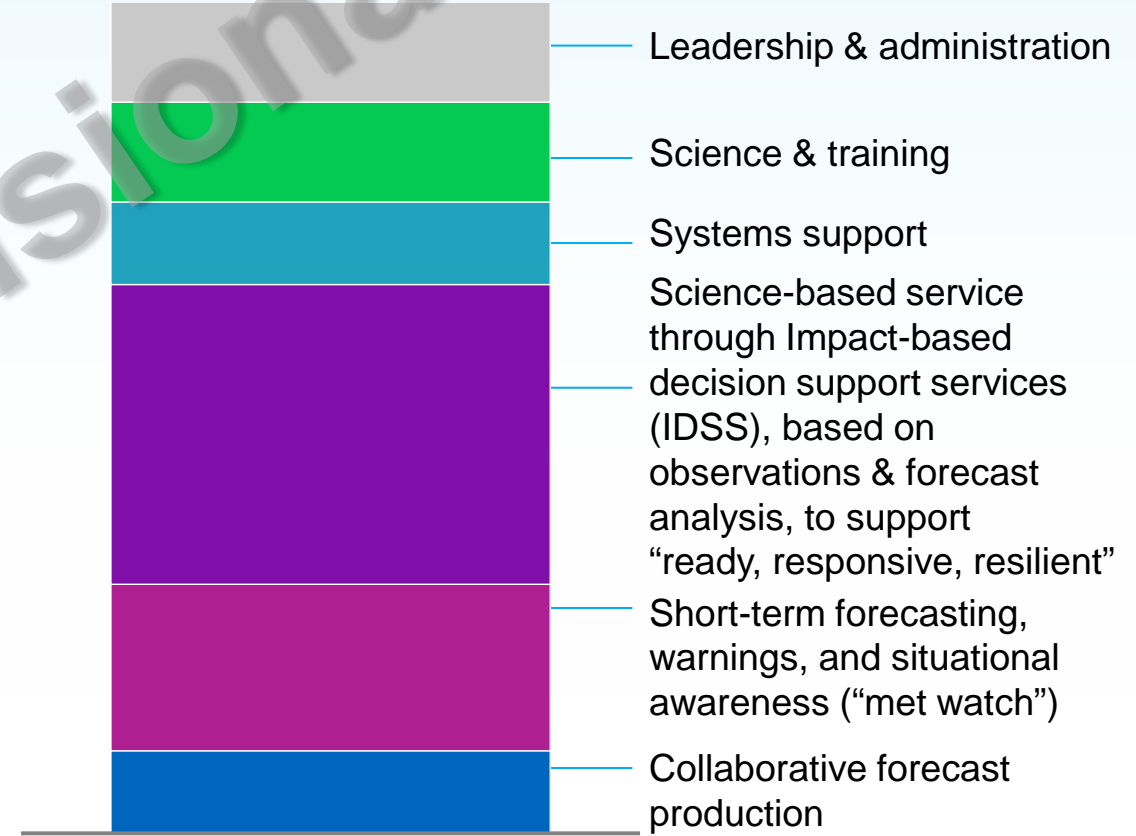 Leadership & administration
Science & training
Systems support
Science-based service
through Impact-based
decision support services
(IDSS), based on
observations & forecast
analysis, to support
“ready, responsive, resilient”
Short-term forecasting,
warnings, and situational
awareness (“met watch”)
Collaborative forecast
production